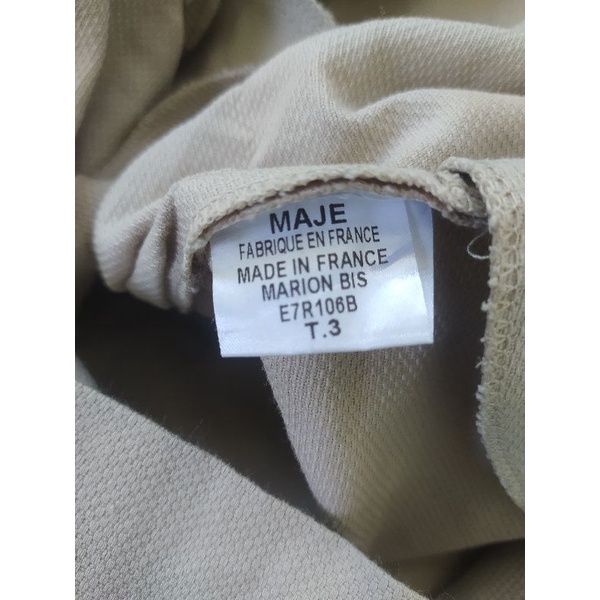 MAJE
FABRIQUE EN FRANCE
MADE IN FRANCE
MARION BIS
E7R106B
T.3